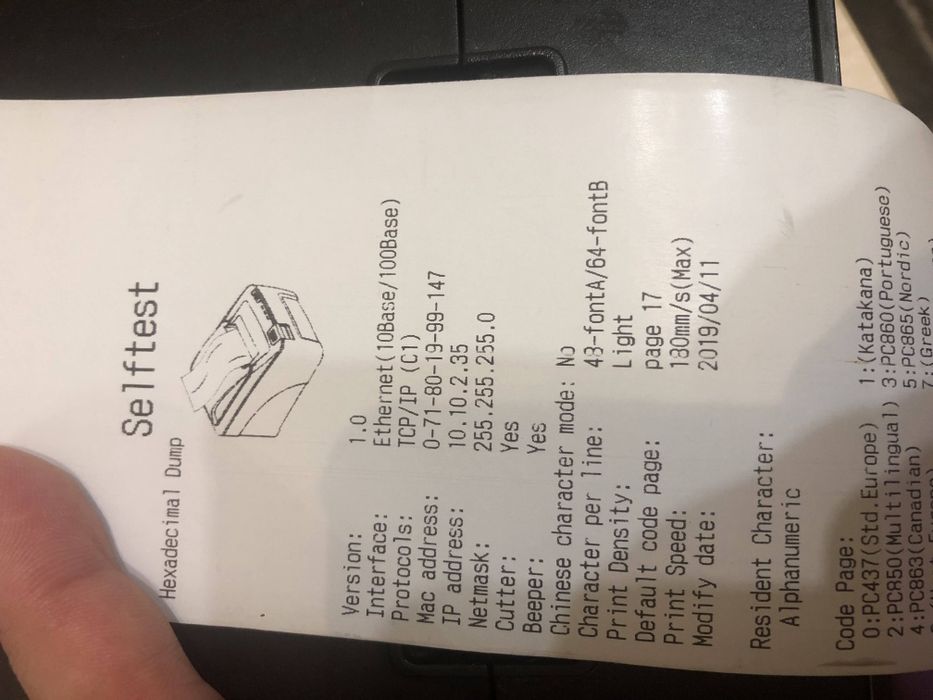 Selftest
Hexadecimal Dump
Version: 1.0
Interface: Ethernet(10Base/100Base)
Protocols: TCP/IP (C1)
Mac address: 0-71-80-19-99-147
IP address: 10.10.2.35
Netmask: 255.255.255.0
Cutter: Yes
Beeper: Yes
Chinese character mode: No
Character per line: 48-fontA/64-fontB
Print Density: Light
Default code page: page 17
Print Speed: 180mm/s(Max)
Modify date: 2019/04/11
Resident Character:
Alphanumeric
Code Page:
0:PC437(Std.Europe) 1:(Katakana)
2:PC850(Multilingual) 3:PC860(Portuguese)
4:PC863(Canadian) 5:PC865(Nordic)
7:(Greek)